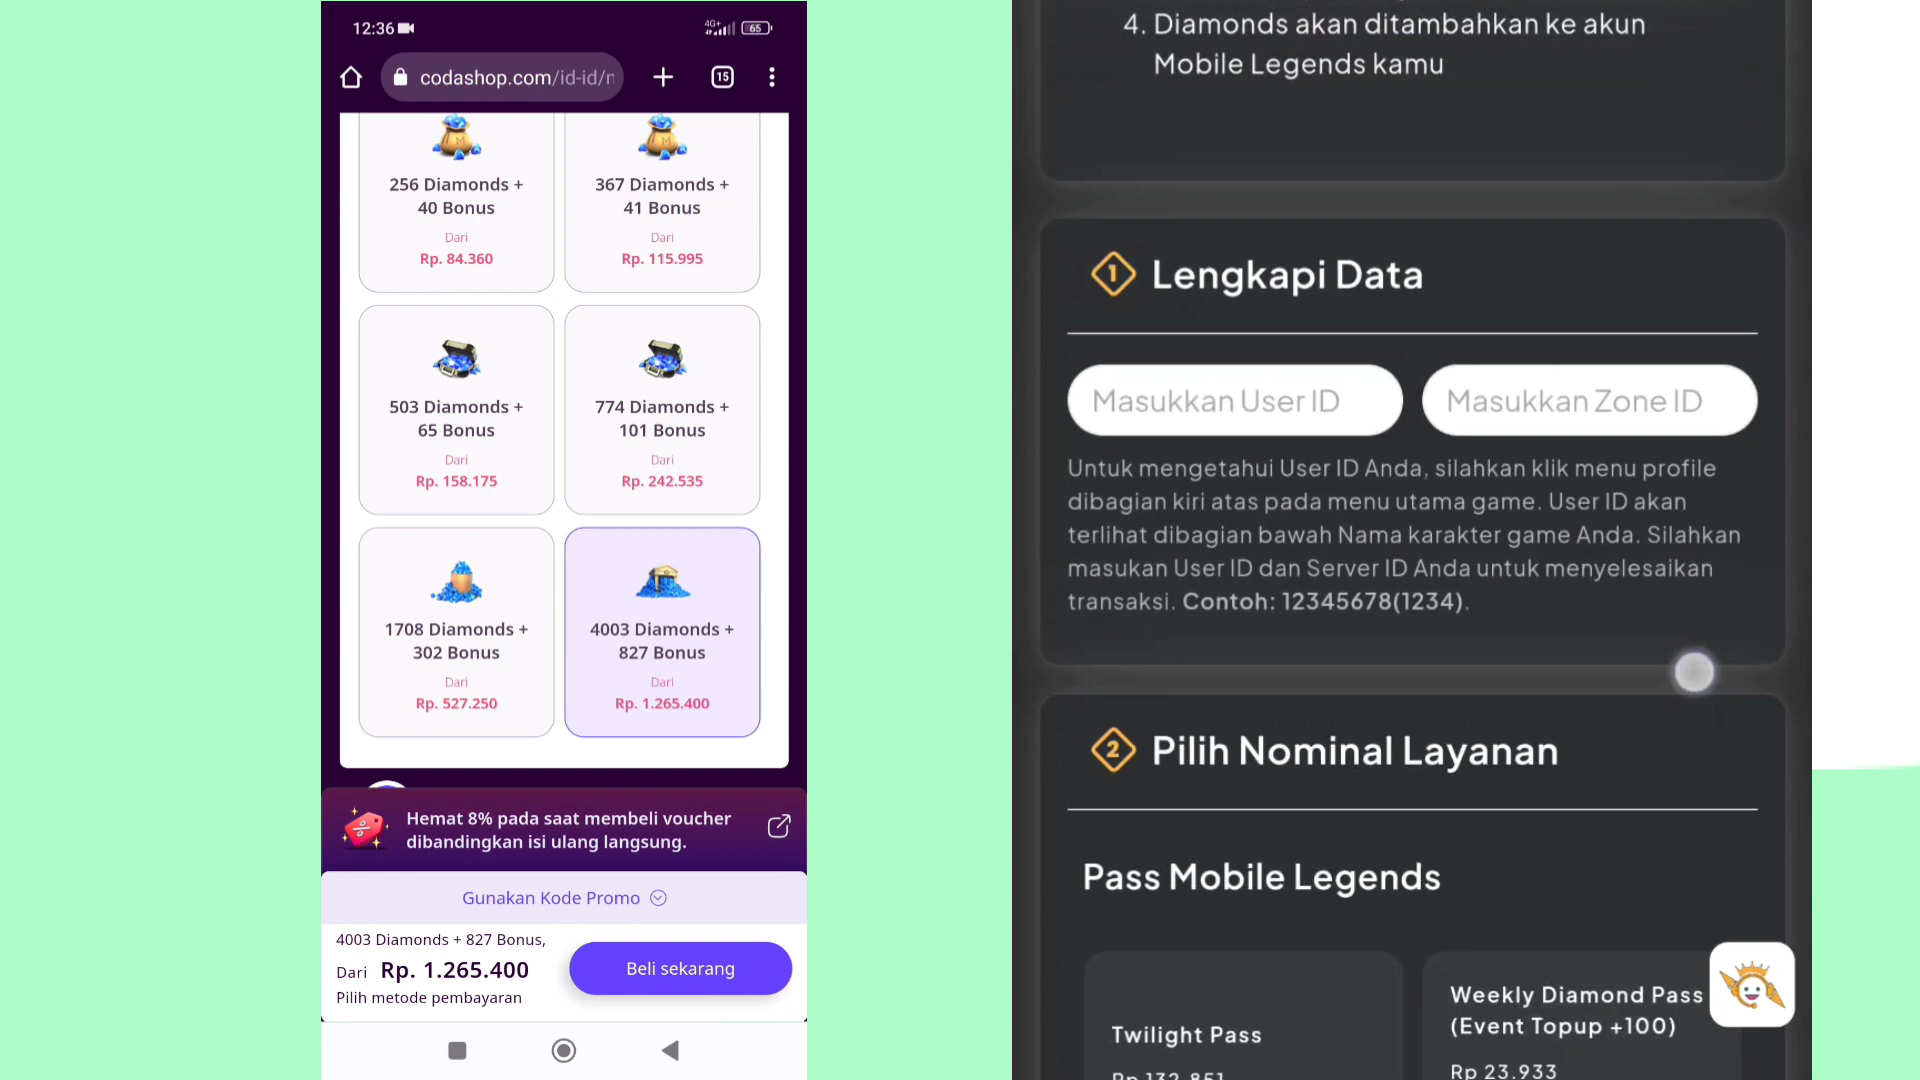 12:36
4G+
65
codashop.com/id-id/
15
256 Diamonds +
40 Bonus
Dari
Rp. 84.360
367 Diamonds +
41 Bonus
Dari
Rp. 115.995
503 Diamonds +
65 Bonus
Dari
Rp. 158.175
774 Diamonds +
101 Bonus
Dari
Rp. 242.535
1708 Diamonds +
302 Bonus
Dari
Rp. 527.250
4003 Diamonds +
827 Bonus
Dari
Rp. 1.265.400
Hemat 8% pada saat membeli voucher
dibandingkan isi ulang langsung.
Gunakan Kode Promo
4003 Diamonds + 827 Bonus,
Dari Rp. 1.265.400
Pilih metode pembayaran
Beli sekarang
4. Diamonds akan ditambahkan ke akun
Mobile Legends kamu
1 Lengkapi Data
Masukkan User ID
Masukkan Zone ID
Untuk mengetahui User ID Anda, silahkan klik menu profile
dibagian kiri atas pada menu utama game. User ID akan
terlihat dibagian bawah Nama karakter game Anda. Silahkan
masukan User ID dan Server ID Anda untuk menyelesaikan
transaksi. Contoh: 12345678(1234).
2 Pilih Nominal Layanan
Pass Mobile Legends
Twilight Pass
Rp 132.851
Weekly Diamond Pass
(Event Topup +100)
Rp 23.933